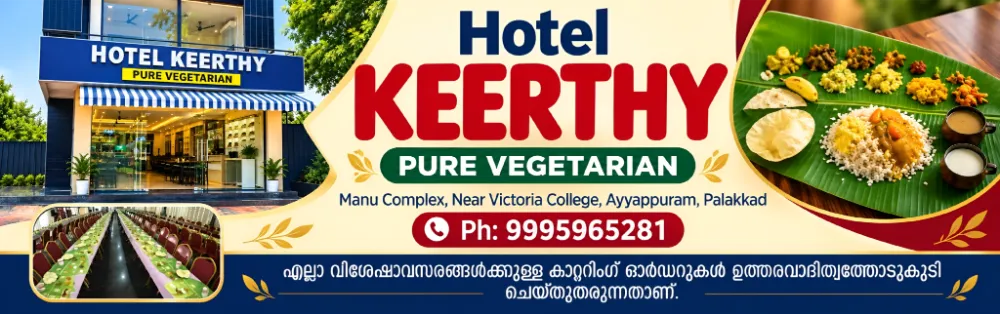 HOTEL KEERTHY
PURE VEGETARIAN
Hotel
KEERTHY
PURE VEGETARIAN
Manu Complex, Near Victoria College, Ayyappuram, Palakkad
Ph: 9995965281
എല്ലാ വിശേഷാവസരങ്ങൾക്കുള്ള കാറ്ററിംഗ് ഓർഡറുകൾ ഉത്തരവാദിത്വത്തോടുകുടി
ചെയ്തുതരുന്നതാണ്.